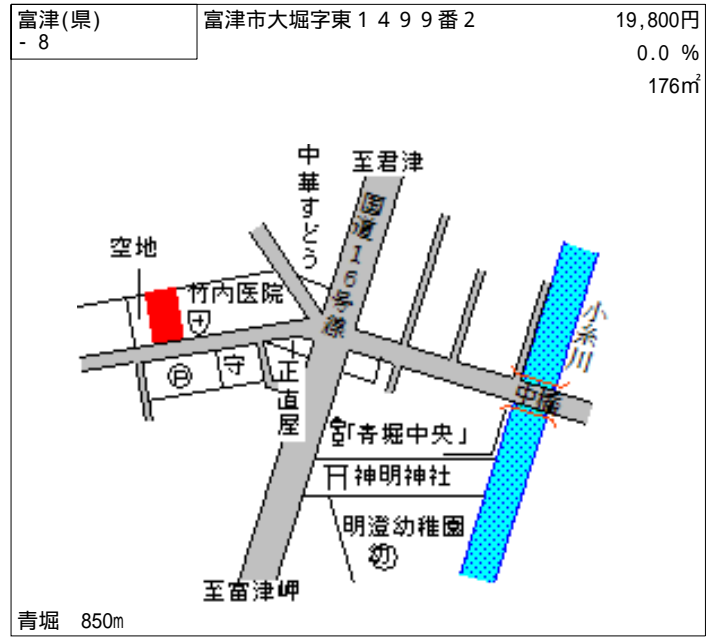 富津(県)
- 8
富津市大堀字東１４９９番２
19,800円
0.0 %
176㎡
中華すどう
至君津
国道16号線
空地
竹内医院
小糸川
守
正直屋
中橋
「青堀中央」
神明神社
明澄幼稚園
幼
至富津岬
青堀 850m